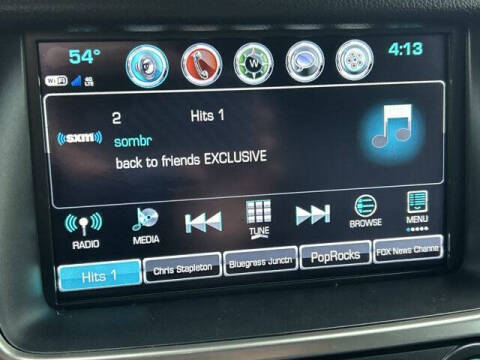 54° 4:13
WiFi 4G LTE
W
2 Hits 1
((sxm))
sombr
back to friends EXCLUSIVE
RADIO MEDIA TUNE BROWSE MENU
Hits 1 Chris Stapleton Bluegrass Junctn PopRocks FOX News Channe